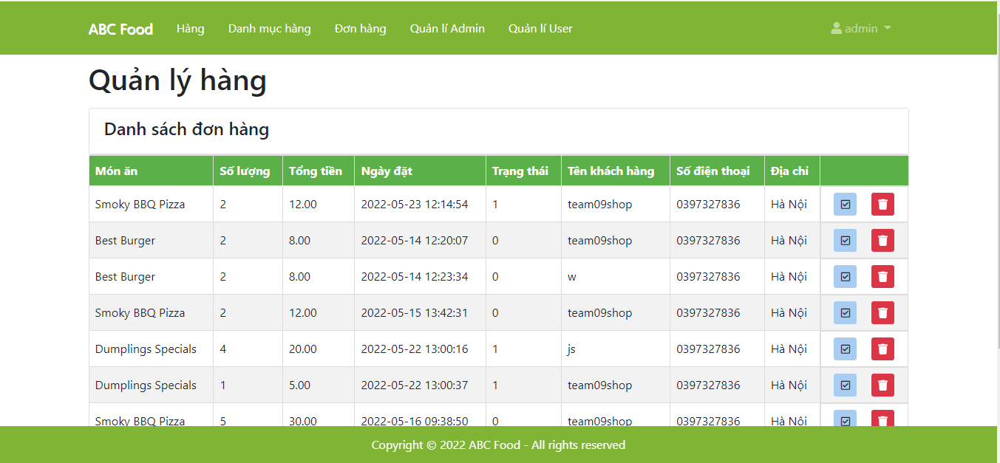 ABC Food Hàng Danh mục hàng Đơn hàng Quản lí Admin Quản lí User admin
Quản lý hàng
Danh sách đơn hàng
Món ăn Số lượng Tổng tiền Ngày đặt Trạng thái Tên khách hàng Số điện thoại Địa chỉ
Smoky BBQ Pizza 2 12.00 2022-05-23 12:14:54 1 team09shop 0397327836 Hà Nội
Best Burger 2 8.00 2022-05-14 12:20:07 0 team09shop 0397327836 Hà Nội
Best Burger 2 8.00 2022-05-14 12:23:34 0 w 0397327836 Hà Nội
Smoky BBQ Pizza 2 12.00 2022-05-15 13:42:31 0 team09shop 0397327836 Hà Nội
Dumplings Specials 4 20.00 2022-05-22 13:00:16 1 js 0397327836 Hà Nội
Dumplings Specials 1 5.00 2022-05-22 13:00:37 1 team09shop 0397327836 Hà Nội
Smoky BBQ Pizza 5 30.00 2022-05-16 09:38:50 0 team09shop 0397327836 Hà Nội
Copyright © 2022 ABC Food - All rights reserved